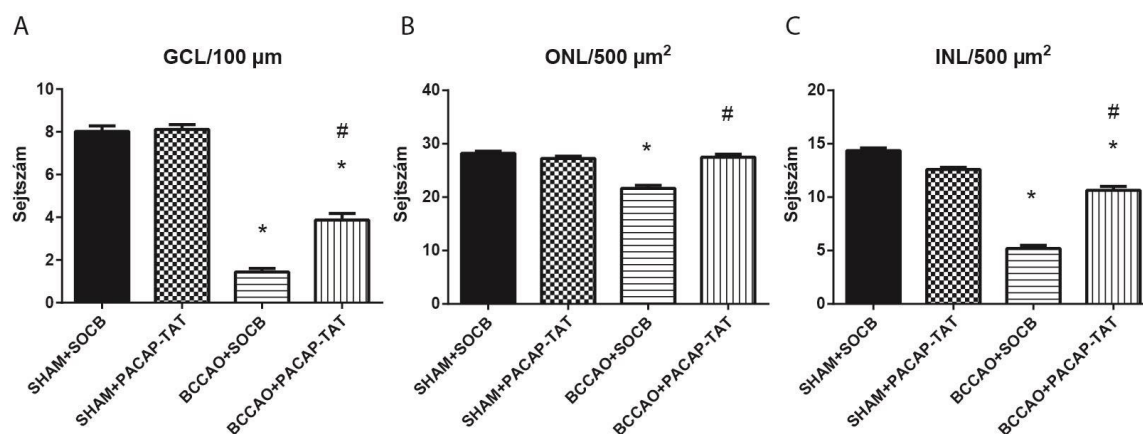 A
GCL/100 µm
Sejtszám
10
8
6
4
2
0
*
#
*
SHAM+SOCB
SHAM+PACAP-TAT
BCCAO+SOCB
BCCAO+PACAP-TAT
B
ONL/500 µm²
Sejtszám
40
30
20
10
0
*
#
SHAM+SOCB
SHAM+PACAP-TAT
BCCAO+SOCB
BCCAO+PACAP-TAT
C
INL/500 µm²
Sejtszám
20
15
10
5
0
*
#
*
SHAM+SOCB
SHAM+PACAP-TAT
BCCAO+SOCB
BCCAO+PACAP-TAT